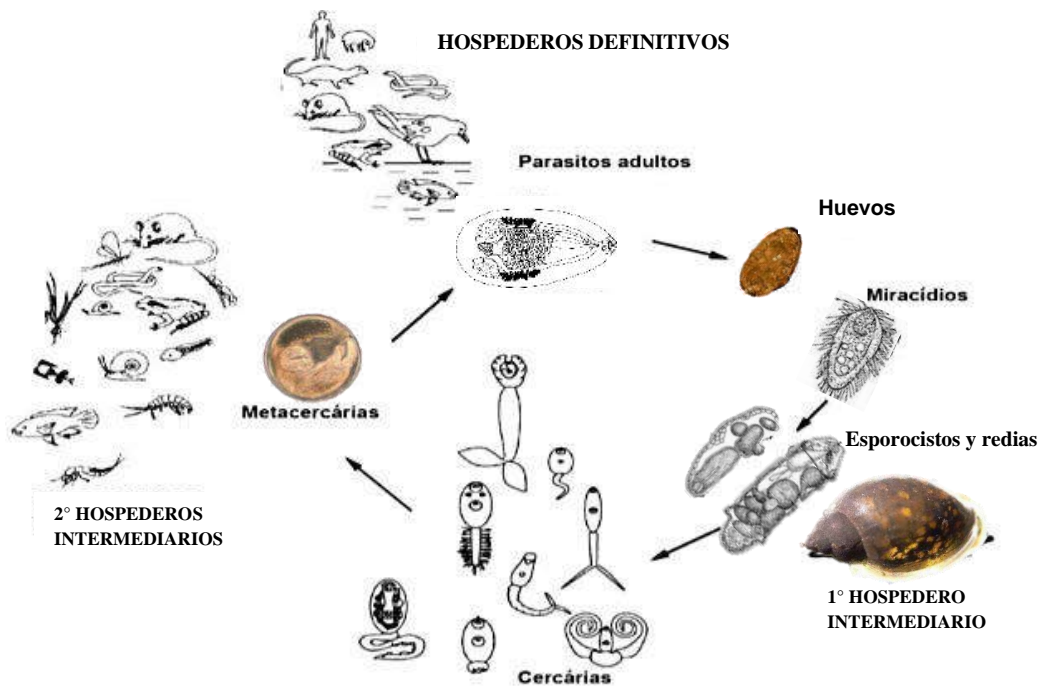 HOSPEDEROS DEFINITIVOS
Parasitos adultos
Huevos
Miracídios
Esporocistos y redias
1° HOSPEDERO
INTERMEDIARIO
Cercárias
Metacercárias
2° HOSPEDEROS
INTERMEDIARIOS